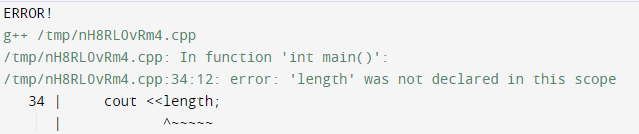 ERROR!
g++ /tmp/nH8RL0vRm4.cpp
/tmp/nH8RL0vRm4.cpp: In function 'int main()':
/tmp/nH8RL0vRm4.cpp:34:12: error: 'length' was not declared in this scope
   34 |     cout <<length;
      |            ^~~~~~